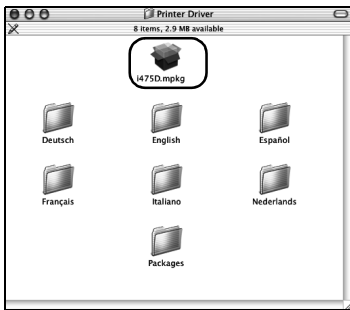 Printer Driver
8 items, 2.9 MB available
i475D.mpkg
Deutsch English Español
Français Italiano Nederlands
Packages